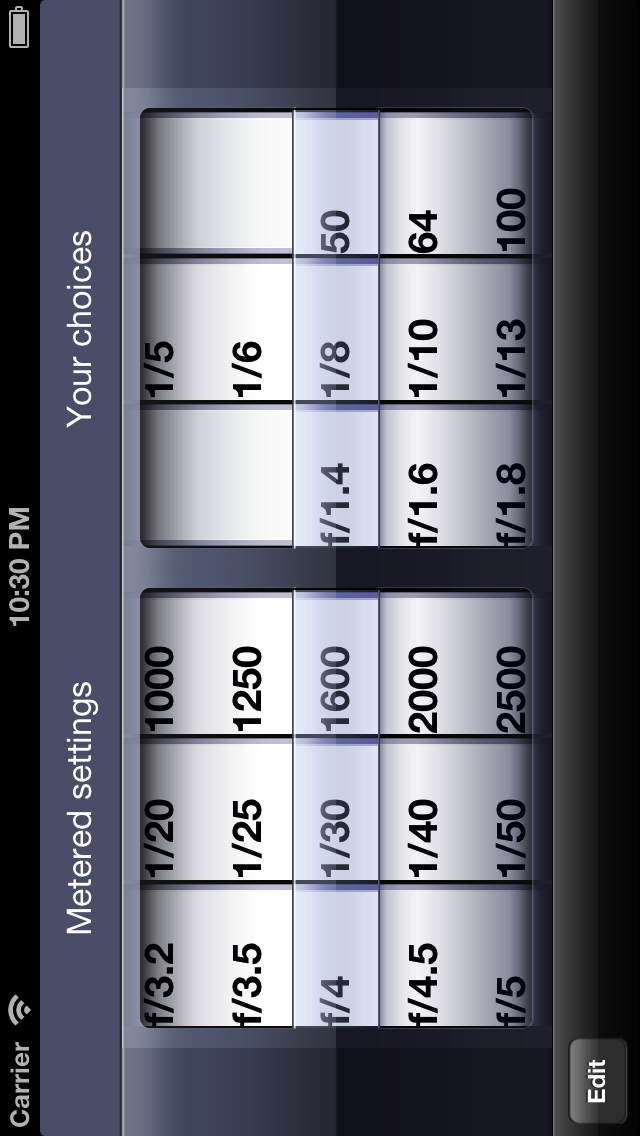 Carrier 10:30 PM
Metered settings Your choices
f/3.2 1/20 1000 1/5
f/3.5 1/25 1250 1/6
f/4 1/30 1600 f/1.4 1/8 50
f/4.5 1/40 2000 f/1.6 1/10 64
f/5 1/50 2500 f/1.8 1/13 100
Edit